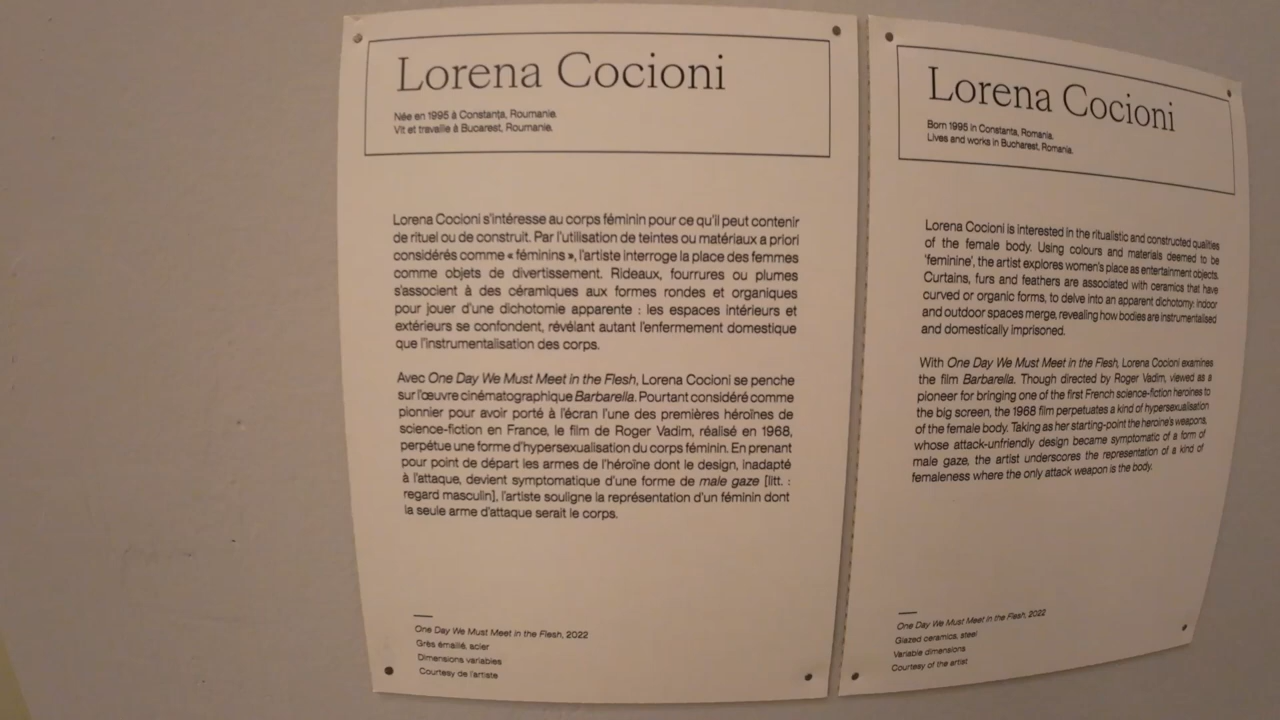 Lorena Cocioni
Née en 1995 à Constanța, Roumanie.
Vit et travaille à Bucarest, Roumanie.
Lorena Cocioni s'intéresse au corps féminin pour ce qu'il peut contenir
de rituel ou de construit. Par l'utilisation de teintes ou matériaux a priori
considérés comme « féminins », l'artiste interroge la place des femmes
comme objets de divertissement. Rideaux, fourrures ou plumes
s'associent à des céramiques aux formes rondes et organiques
pour jouer d'une dichotomie apparente : les espaces intérieurs et
extérieurs se confondent, révélant autant l'enfermement domestique
que l'instrumentalisation des corps.
Avec One Day We Must Meet in the Flesh, Lorena Cocioni se penche
sur l'œuvre cinématographique Barbarella. Pourtant considéré comme
pionnier pour avoir porté à l'écran l'une des premières héroïnes de
science-fiction en France, le film de Roger Vadim, réalisé en 1968,
perpétue une forme d'hypersexualisation du corps féminin. En prenant
pour point de départ les armes de l'héroïne dont le design, inadapté
à l'attaque, devient symptomatique d'une forme de male gaze [litt. :
regard masculin], l'artiste souligne la représentation d'un féminin dont
la seule arme d'attaque serait le corps.
One Day We Must Meet in the Flesh, 2022
Grès émaillé, acier
Dimensions variables
Courtesy de l'artiste
Lorena Cocioni
Born 1995 in Constanta, Romania.
Lives and works in Bucharest, Romania.
Lorena Cocioni is interested in the ritualistic and constructed qualities
of the female body. Using colours and materials deemed to be
'feminine', the artist explores women's place as entertainment objects.
Curtains, furs and feathers are associated with ceramics that have
curved or organic forms, to delve into an apparent dichotomy: indoor
and outdoor spaces merge, revealing how bodies are instrumentalised
and domestically imprisoned.
With One Day We Must Meet in the Flesh, Lorena Cocioni examines
the film Barbarella. Though directed by Roger Vadim, viewed as a
pioneer for bringing one of the first French science-fiction heroines to
the big screen, the 1968 film perpetuates a kind of hypersexualisation
of the female body. Taking as her starting-point the heroine's weapons,
whose attack-unfriendly design became symptomatic of a form of
male gaze, the artist underscores the representation of a kind of
femaleness where the only attack weapon is the body.
One Day We Must Meet in the Flesh, 2022
Glazed ceramics, steel
Variable dimensions
Courtesy of the artist